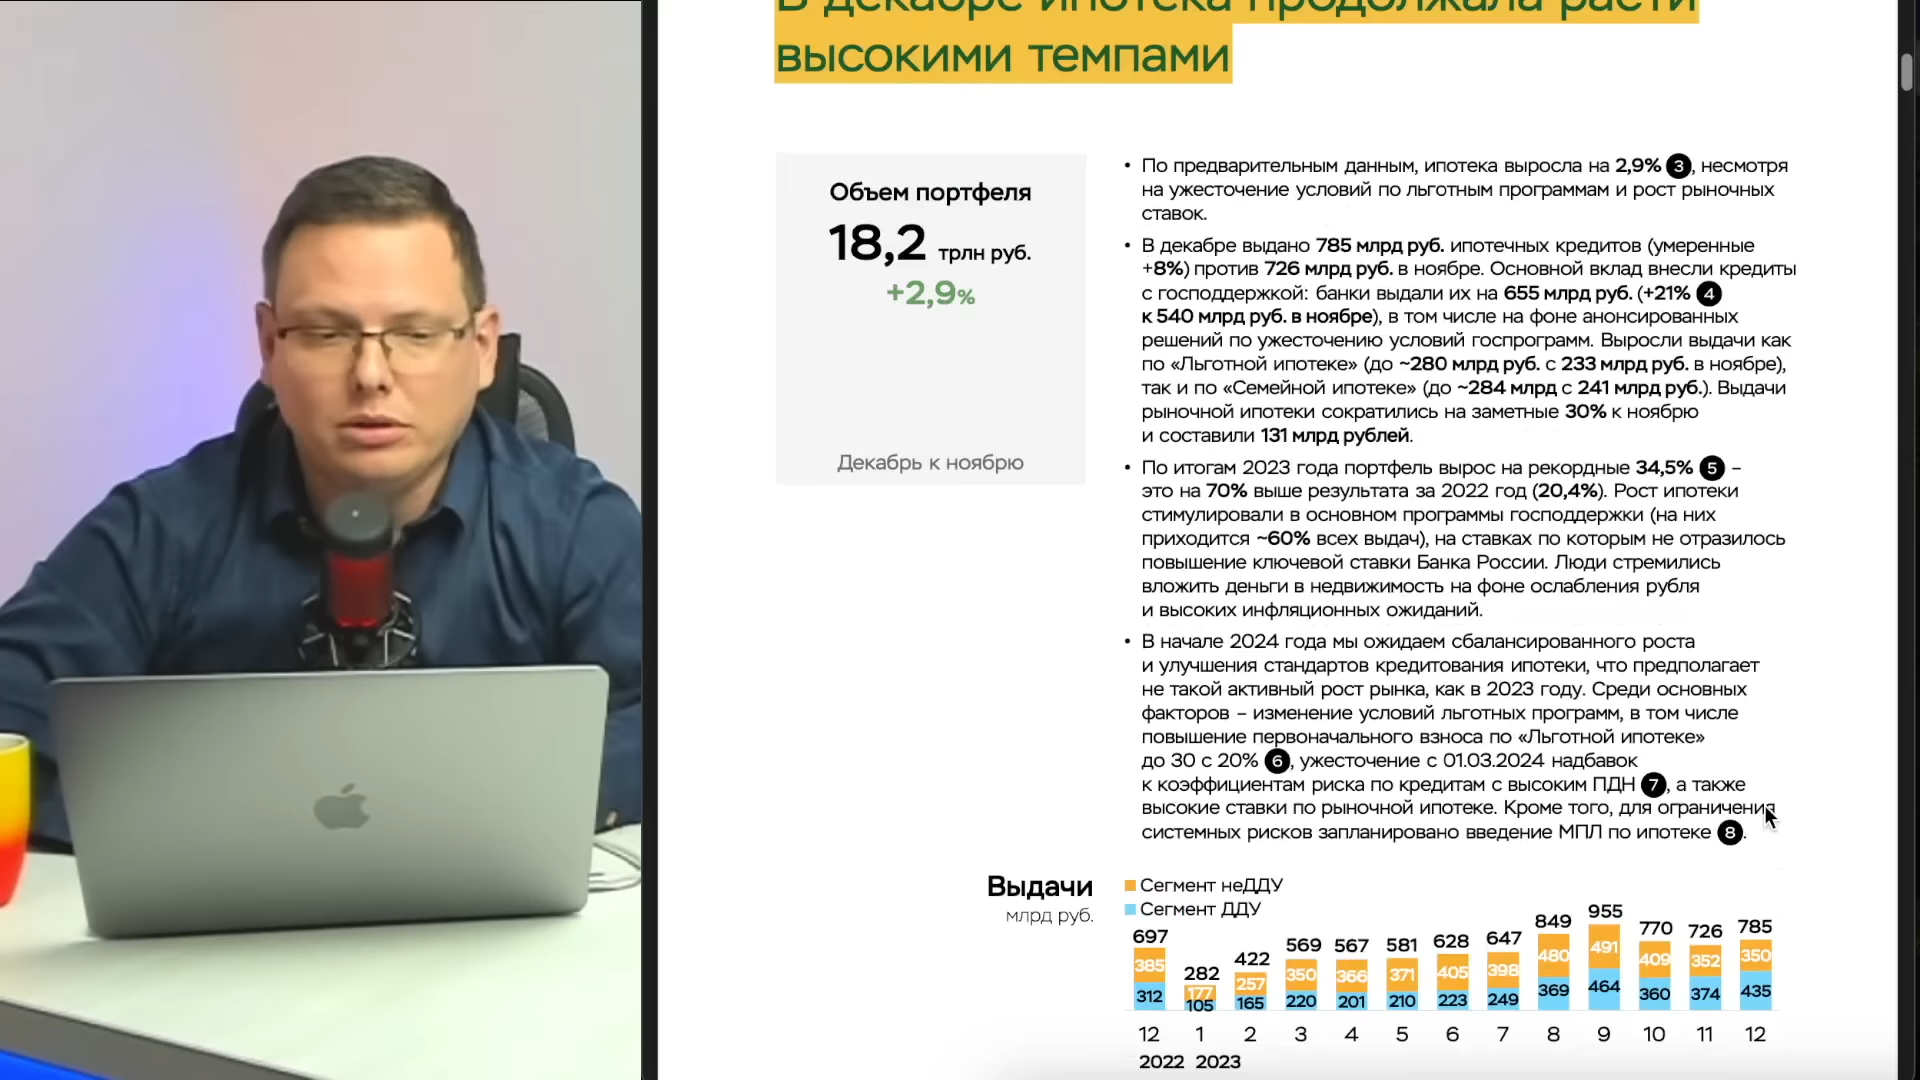 В декабре ипотека продолжала расти
высокими темпами
Объем портфеля
18,2 трлн руб.
+2,9%
Декабрь к ноябрю
• По предварительным данным, ипотека выросла на 2,9% 3, несмотря
на ужесточение условий по льготным программам и рост рыночных
ставок.
• В декабре выдано 785 млрд руб. ипотечных кредитов (умеренные
+8%) против 726 млрд руб. в ноябре. Основной вклад внесли кредиты
с господдержкой: банки выдали их на 655 млрд руб. (+21% 4
к 540 млрд руб. в ноябре), в том числе на фоне анонсированных
решений по ужесточению условий госпрограмм. Выросли выдачи как
по «Льготной ипотеке» (до ~280 млрд руб. с 233 млрд руб. в ноябре),
так и по «Семейной ипотеке» (до ~284 млрд с 241 млрд руб.). Выдачи
рыночной ипотеки сократились на заметные 30% к ноябрю
и составили 131 млрд рублей.
• По итогам 2023 года портфель вырос на рекордные 34,5% 5 –
это на 70% выше результата за 2022 год (20,4%). Рост ипотеки
стимулировали в основном программы господдержки (на них
приходится ~60% всех выдач), на ставках по которым не отразилось
повышение ключевой ставки Банка России. Люди стремились
вложить деньги в недвижимость на фоне ослабления рубля
и высоких инфляционных ожиданий.
• В начале 2024 года мы ожидаем сбалансированного роста
и улучшения стандартов кредитования ипотеки, что предполагает
не такой активный рост рынка, как в 2023 году. Среди основных
факторов – изменение условий льготных программ, в том числе
повышение первоначального взноса по «Льготной ипотеке»
до 30 с 20% 6, ужесточение с 01.03.2024 надбавок
к коэффициентам риска по кредитам с высоким ПДН 7, а также
высокие ставки по рыночной ипотеке. Кроме того, для ограничения
системных рисков запланировано введение МПЛ по ипотеке 8.
Выдачи
млрд руб.
Сегмент неДДУ
Сегмент ДДУ
697 282 422 569 567 581 628 647 849 955 770 726 785
385 177 257 350 366 371 405 398 480 491 409 352 350
312 105 165 220 201 210 223 249 369 464 360 374 435
12 1 2 3 4 5 6 7 8 9 10 11 12
2022 2023